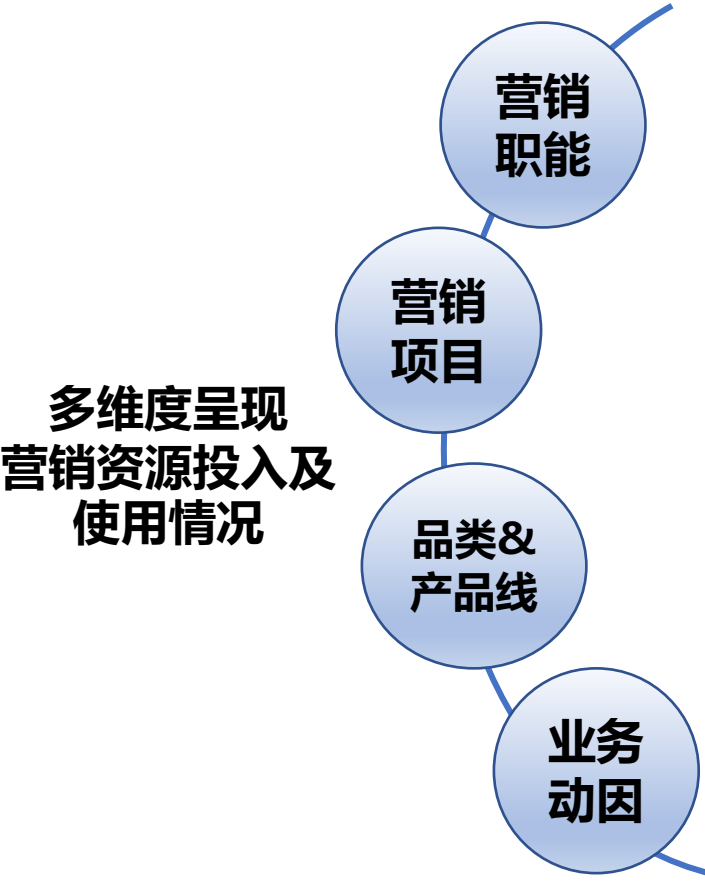 营销
职能
营销
项目
多维度呈现
营销资源投入及
使用情况
品类&
产品线
业务
动因